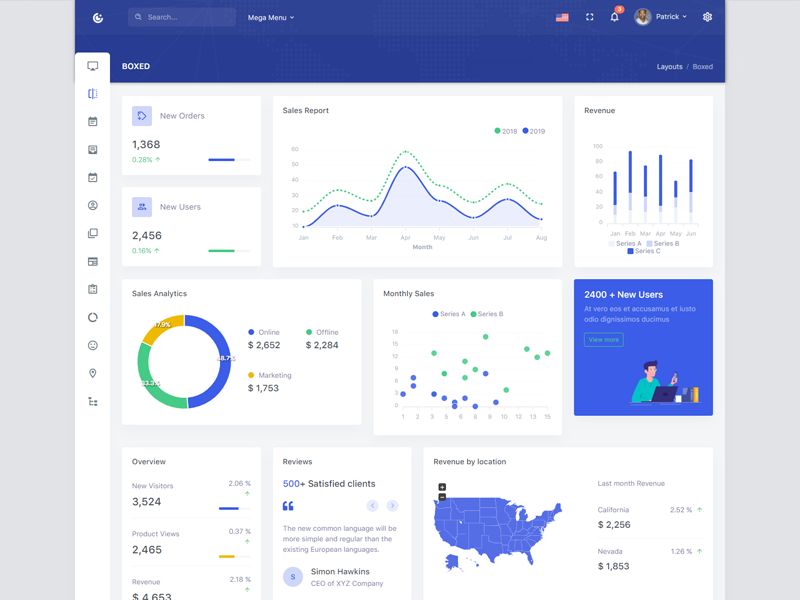 Search...
Mega Menu
3
Patrick
BOXED
Layouts / Boxed
New Orders
1,368
0.28%
New Users
2,456
0.16%
Sales Report
2018 2019
60
50
40
30
20
10
Jan Feb Mar Apr May Jun Jul Aug
Month
Revenue
100
80
60
40
20
0
Jan Feb Mar Apr May Jun
Series A Series B
Series C
Sales Analytics
17.9%
48.7%
33.3%
Online
$ 2,652
Offline
$ 2,284
Marketing
$ 1,753
Monthly Sales
Series A Series B
18
15
12
9
6
3
0
1 2 3 5 6 6 8 9 10 12 13 15
2400 + New Users
At vero eos et accusamus et iusto
odio dignissimos ducimus
View more
Overview
New Visitors
2.06 %
3,524
Product Views
0.37 %
2,465
Revenue
2.18 %
$ 4,653
Reviews
500+ Satisfied clients
The new common language will be
more simple and regular than the
existing European languages.
S
Simon Hawkins
CEO of XYZ Company
Revenue by location
+
Last month Revenue
California
2.52 %
$ 2,256
Nevada
1.26 %
$ 1,853